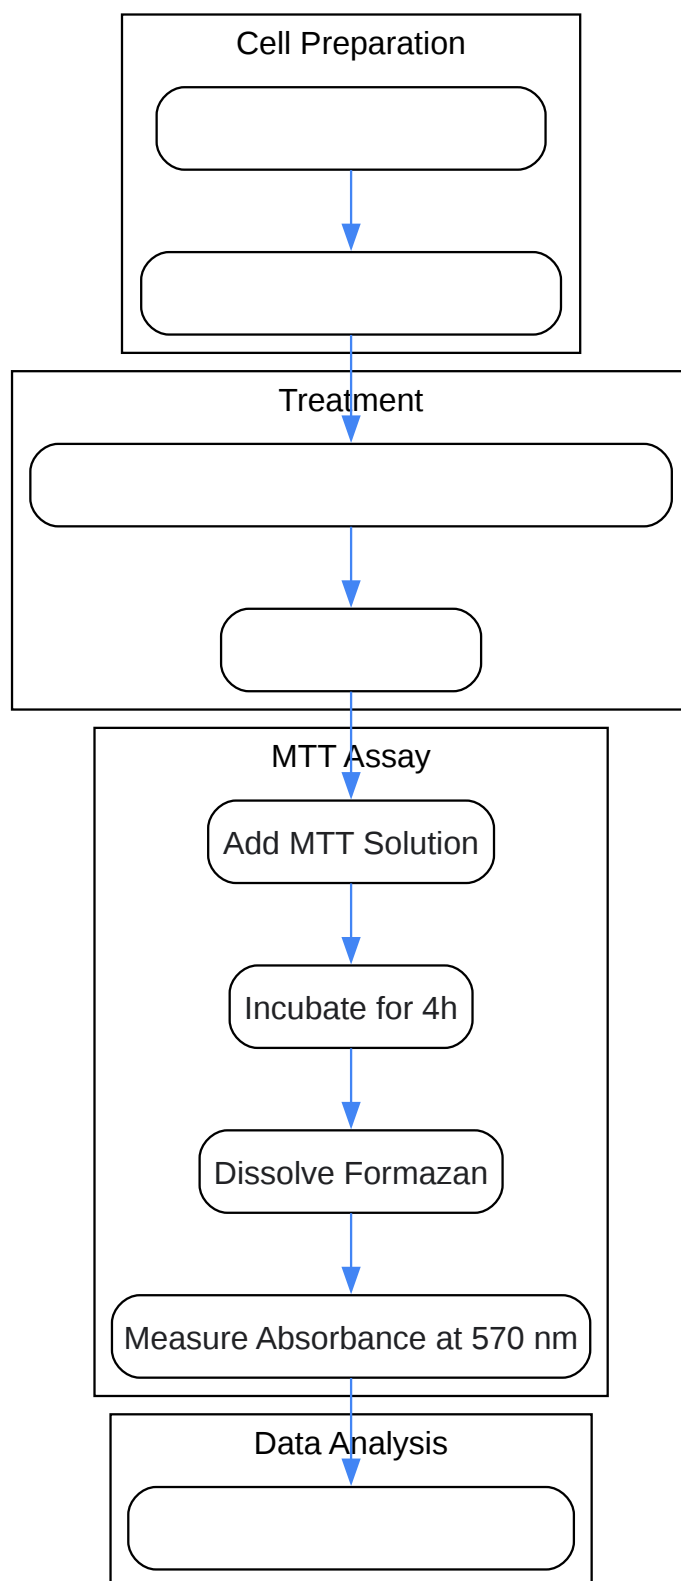 Cell Preparation
Treatment
MTT Assay
Add MTT Solution
Incubate for 4h
Dissolve Formazan
Measure Absorbance at 570 nm
Data Analysis